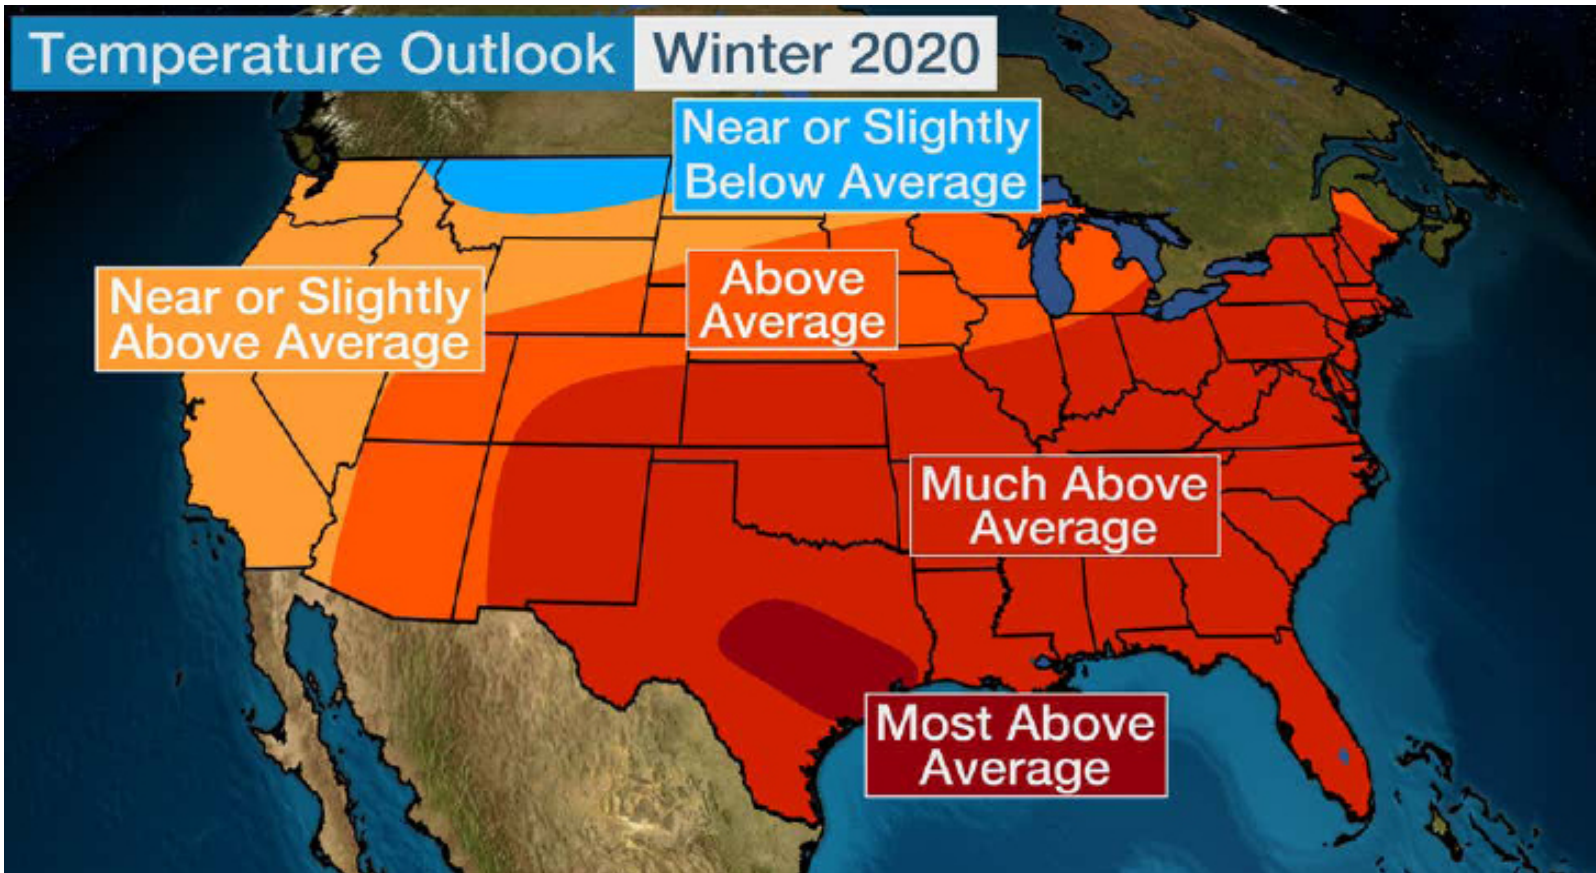 Temperature Outlook Winter 2020
Near or Slightly
Below Average
Near or Slightly
Above Average
Above
Average
Much Above
Average
Most Above
Average